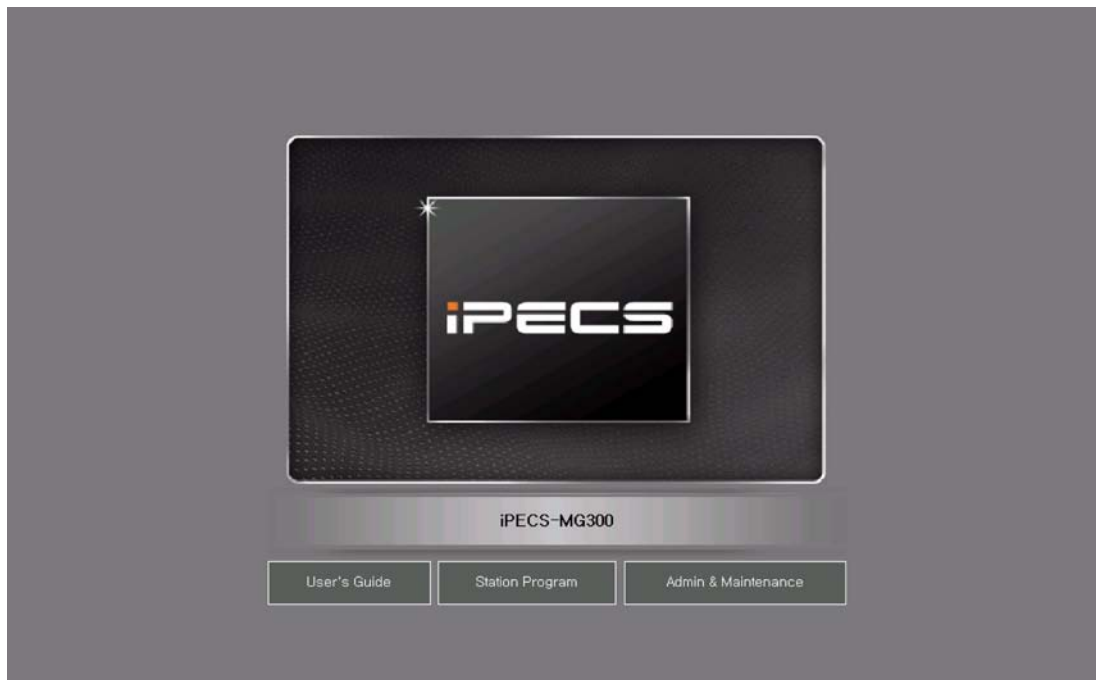 iPECS
iPECS-MG300
User's Guide
Station Program
Admin & Maintenance